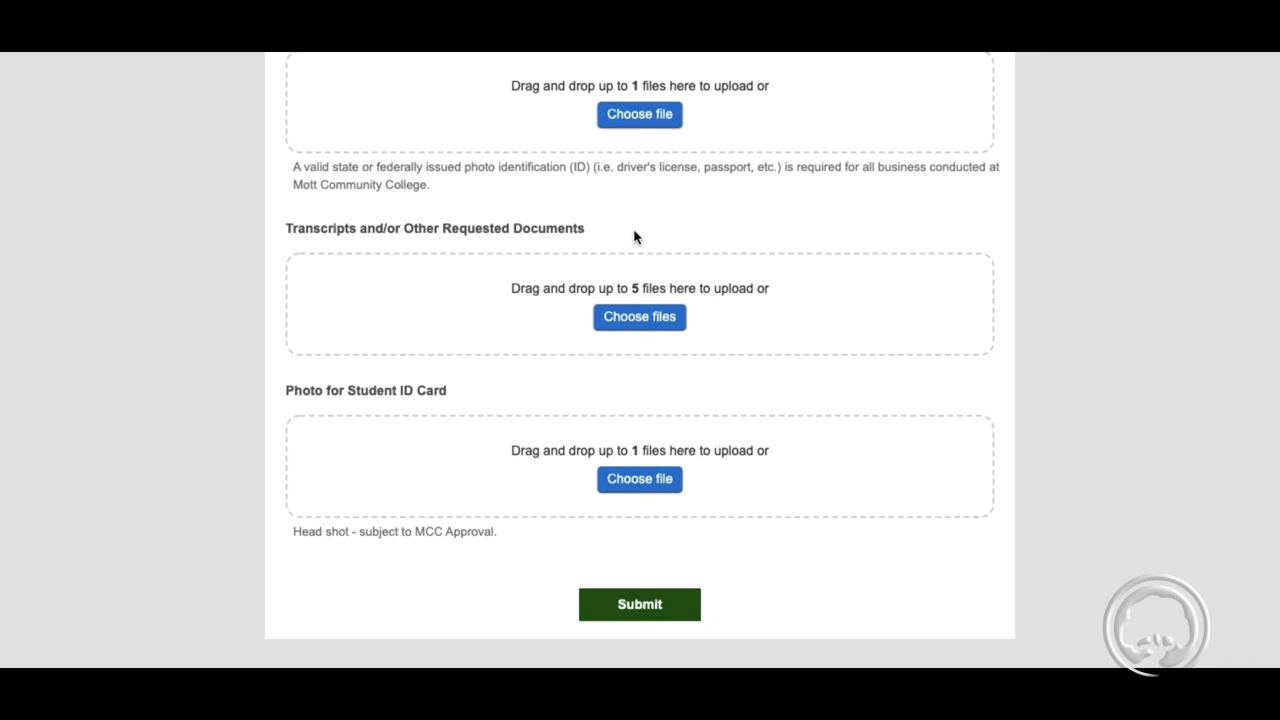 Drag and drop up to 1 files here to upload or
Choose file
A valid state or federally issued photo identification (ID) (i.e. driver's license, passport, etc.) is required for all business conducted at
Mott Community College.
Transcripts and/or Other Requested Documents
Drag and drop up to 5 files here to upload or
Choose files
Photo for Student ID Card
Drag and drop up to 1 files here to upload or
Choose file
Head shot - subject to MCC Approval.
Submit